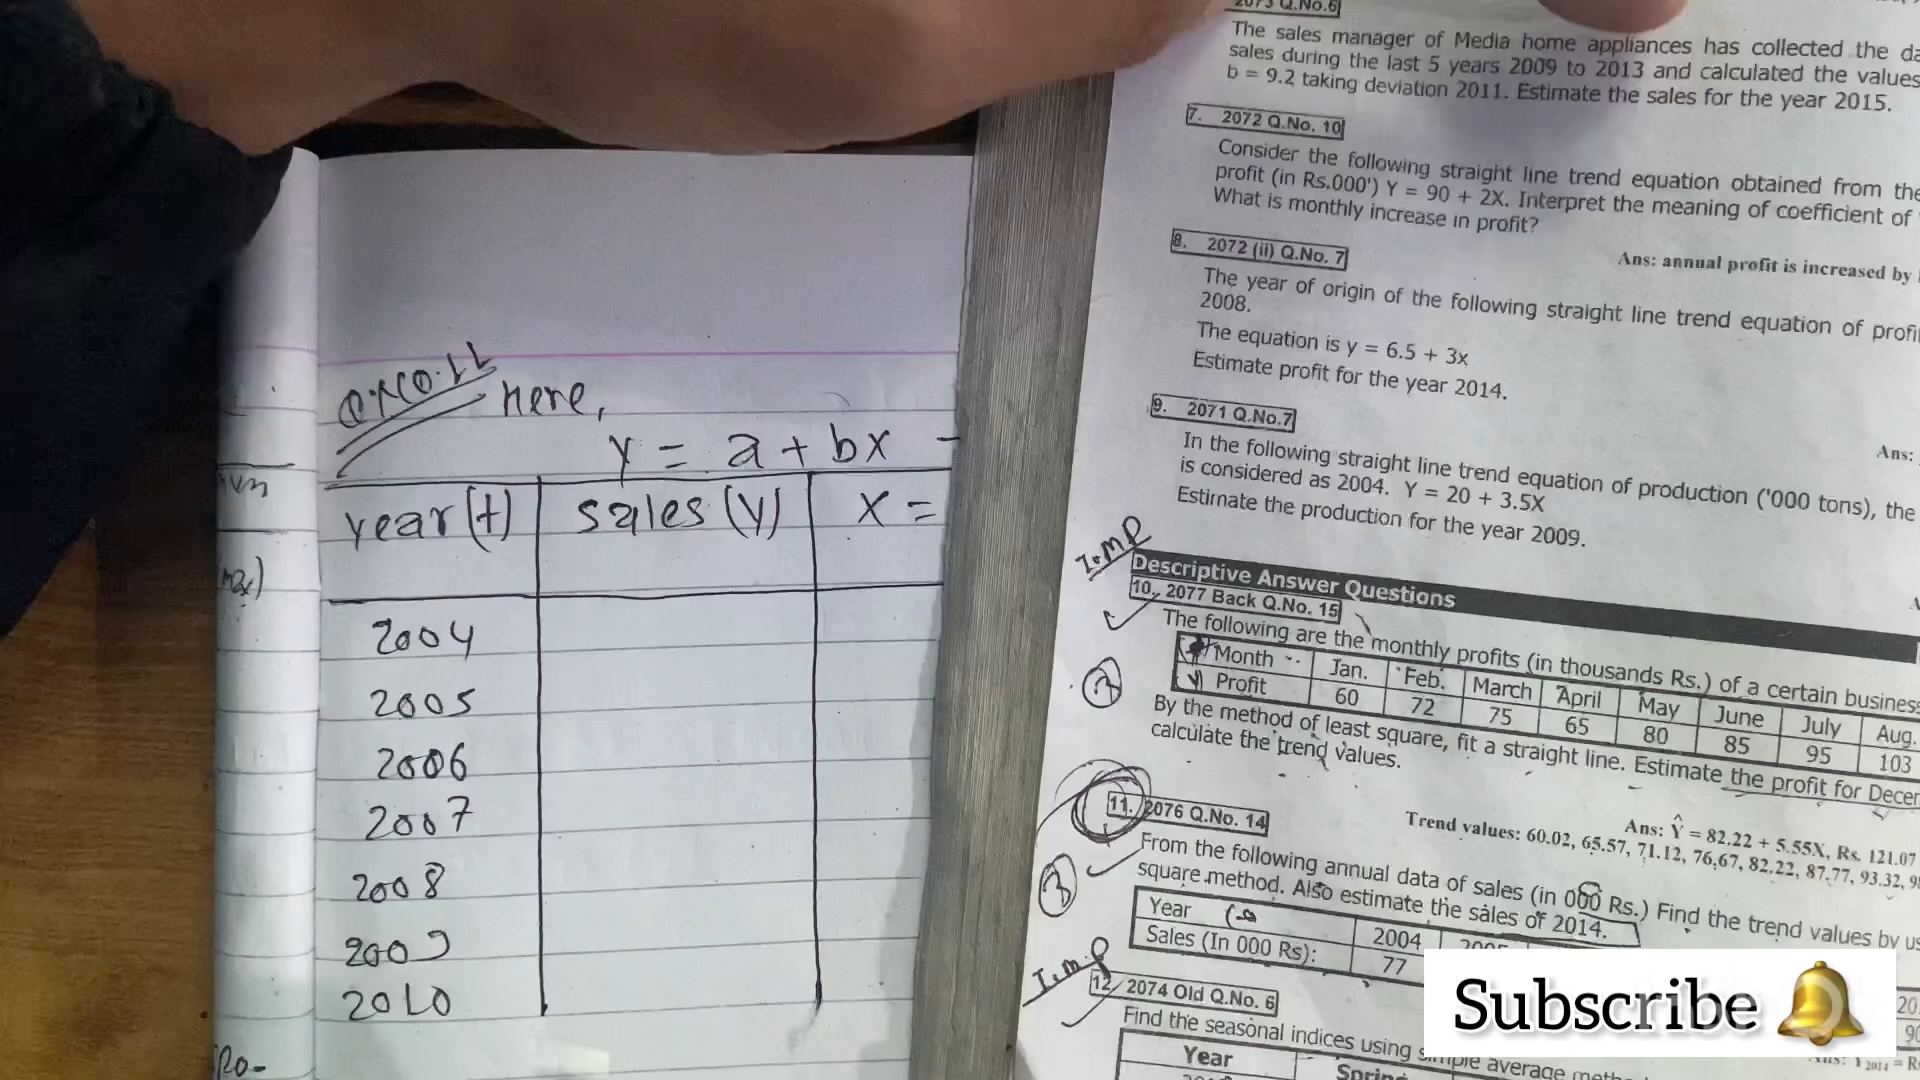 Q.NO.11 Here,
Y = a + bx -
year(t) sales (y) X =
2004
2005
2006
2007
2008
2009
2010
2073 Q.No.6
The sales manager of Media home appliances has collected the
sales during the last 5 years 2009 to 2013 and calculated the values
b = 9.2 taking deviation 2011. Estimate the sales for the year 2015.
7. 2072 Q.No. 10
Consider the following straight line trend equation obtained from the
profit (in Rs.000') Y = 90 + 2X. Interpret the meaning of coefficient of
What is monthly increase in profit?
Ans: annual profit is increased by
8. 2072 (ii) Q.No. 7
The year of origin of the following straight line trend equation of
2008.
The equation is y = 6.5 + 3x
Estimate profit for the year 2014.
Ans:
9. 2071 Q.No.7
In the following straight line trend equation of production ('000 tons), the
is considered as 2004. Y = 20 + 3.5X
Estimate the production for the year 2009.
I.M.P
Descriptive Answer Questions
10. 2077 Back Q.No. 15
The following are the monthly profits (in thousands Rs.) of a certain business
Month Jan. Feb. March April May June July Aug.
(Y) Profit 60 72 75 65 80 85 95 103
By the method of least square, fit a straight line. Estimate the profit for
calculate the trend values.
Ans: Ŷ = 82.22 + 5.55X, Rs. 121.07
Trend values: 60.02, 65.57, 71.12, 76.67, 82.22, 87.77, 93.32,
11. 2076 Q.No. 14
From the following annual data of sales (in 000 Rs.) Find the trend values by
square method. Also estimate the sales of 2014.
Year 2004 2005
Sales (In 000 Rs): 77
I.M.P
12. 2074 Old Q.No. 6
Find the seasonal indices using simple average
Year Spring
Subscribe